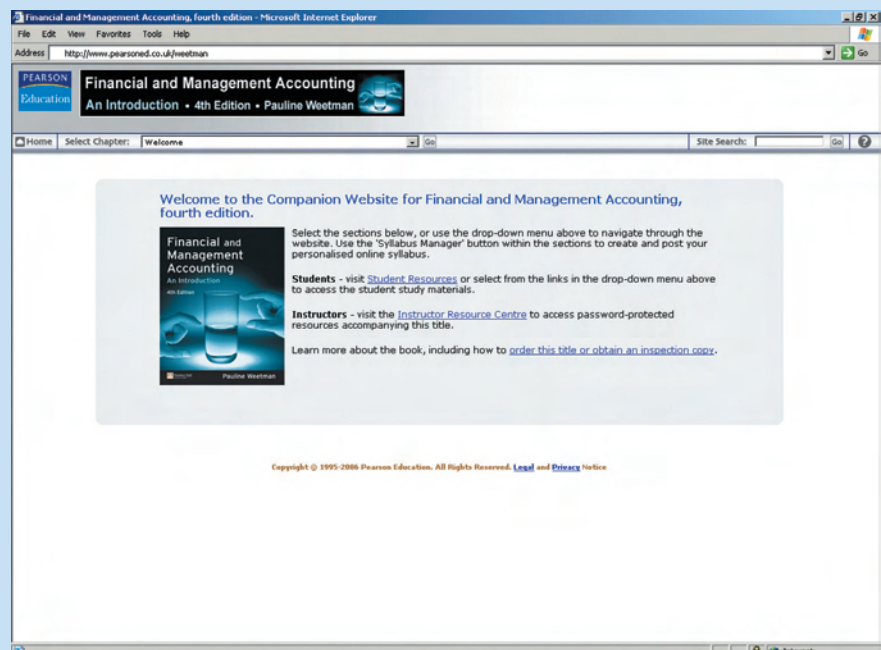 Financial and Management Accounting, fourth edition - Microsoft Internet Explorer
File Edit View Favorites Tools Help
Address http://www.pearsoned.co.uk/weetman Go
PEARSON
Education
Financial and Management Accounting
An Introduction • 4th Edition • Pauline Weetman
Home Select Chapter: Welcome Go Site Search: Go ?
Welcome to the Companion Website for Financial and Management Accounting,
fourth edition.
Financial and
Management
Accounting
An Introduction
4th Edition
Pauline Weetman
Select the sections below, or use the drop-down menu above to navigate through the
website. Use the 'Syllabus Manager' button within the sections to create and post your
personalised online syllabus.
Students - visit Student Resources or select from the links in the drop-down menu above
to access the student study materials.
Instructors - visit the Instructor Resource Centre to access password-protected
resources accompanying this title.
Learn more about the book, including how to order this title or obtain an inspection copy.
Copyright © 1995-2006 Pearson Education. All Rights Reserved. Legal and Privacy Notice